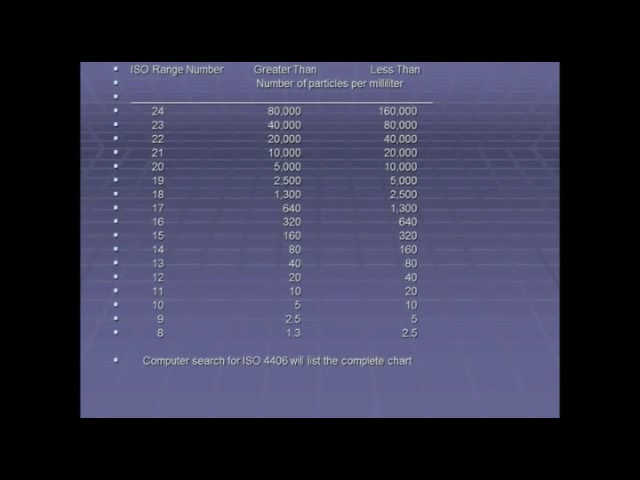 ISO Range Number Greater Than Less Than
Number of particles per milliliter
24 80,000 160,000
23 40,000 80,000
22 20,000 40,000
21 10,000 20,000
20 5,000 10,000
19 2,500 5,000
18 1,300 2,500
17 640 1,300
16 320 640
15 160 320
14 80 160
13 40 80
12 20 40
11 10 20
10 5 10
9 2.5 5
8 1.3 2.5
Computer search for ISO 4406 will list the complete chart